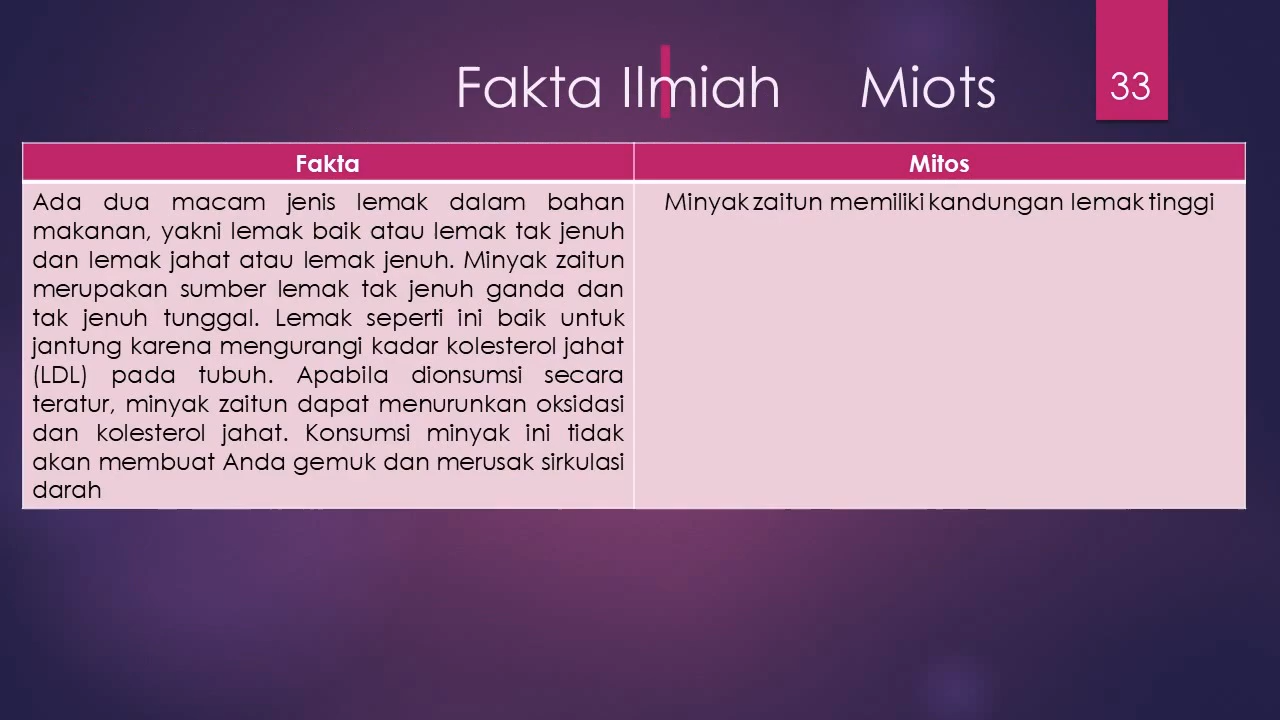 Fakta Ilmiah Miots
33
Fakta
Mitos
Ada dua macam jenis lemak dalam bahan
makanan, yakni lemak baik atau lemak tak jenuh
dan lemak jahat atau lemak jenuh. Minyak zaitun
merupakan sumber lemak tak jenuh ganda dan
tak jenuh tunggal. Lemak seperti ini baik untuk
jantung karena mengurangi kadar kolesterol jahat
(LDL) pada tubuh. Apabila dionsumsi secara
teratur, minyak zaitun dapat menurunkan oksidasi
dan kolesterol jahat. Konsumsi minyak ini tidak
akan membuat Anda gemuk dan merusak sirkulasi
darah
Minyak zaitun memiliki kandungan lemak tinggi